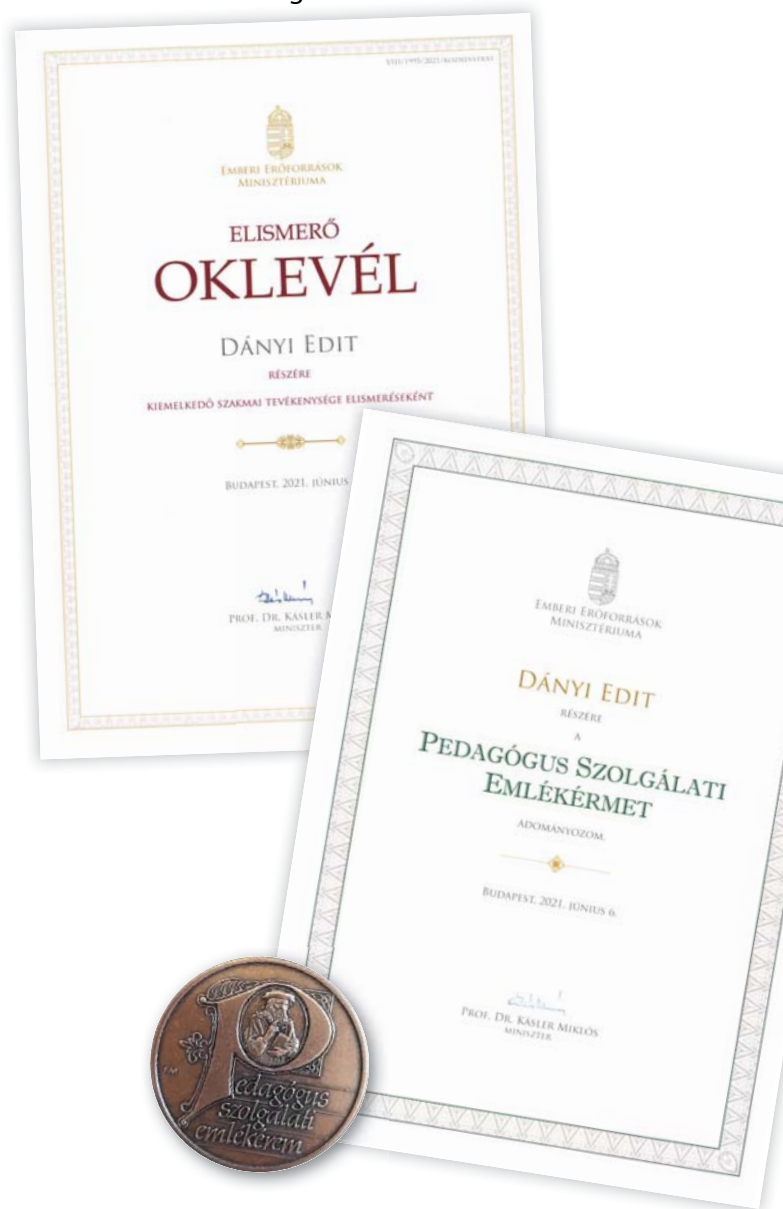 EMBERI ERŐFORRÁSOK
MINISZTÉRIUMA
ELISMERŐ
OKLEVÉL
DÁNYI EDIT
RÉSZÉRE
KIEMELKEDŐ SZAKMAI TEVÉKENYSÉGE ELISMERÉSEKÉNT
BUDAPEST, 2021. JÚNIUS
PROF. DR. KÁSLER M
MINISZTER
EMBERI ERŐFORRÁSOK
MINISZTÉRIUMA
DÁNYI EDIT
RÉSZÉRE
A
PEDAGÓGUS SZOLGÁLATI
EMLÉKÉRMET
ADOMÁNYOZOM.
BUDAPEST, 2021. JÚNIUS 6.
PROF. DR. KÁSLER MIKLÓS
MINISZTER
Pedagógus
szolgálati
emlékérem